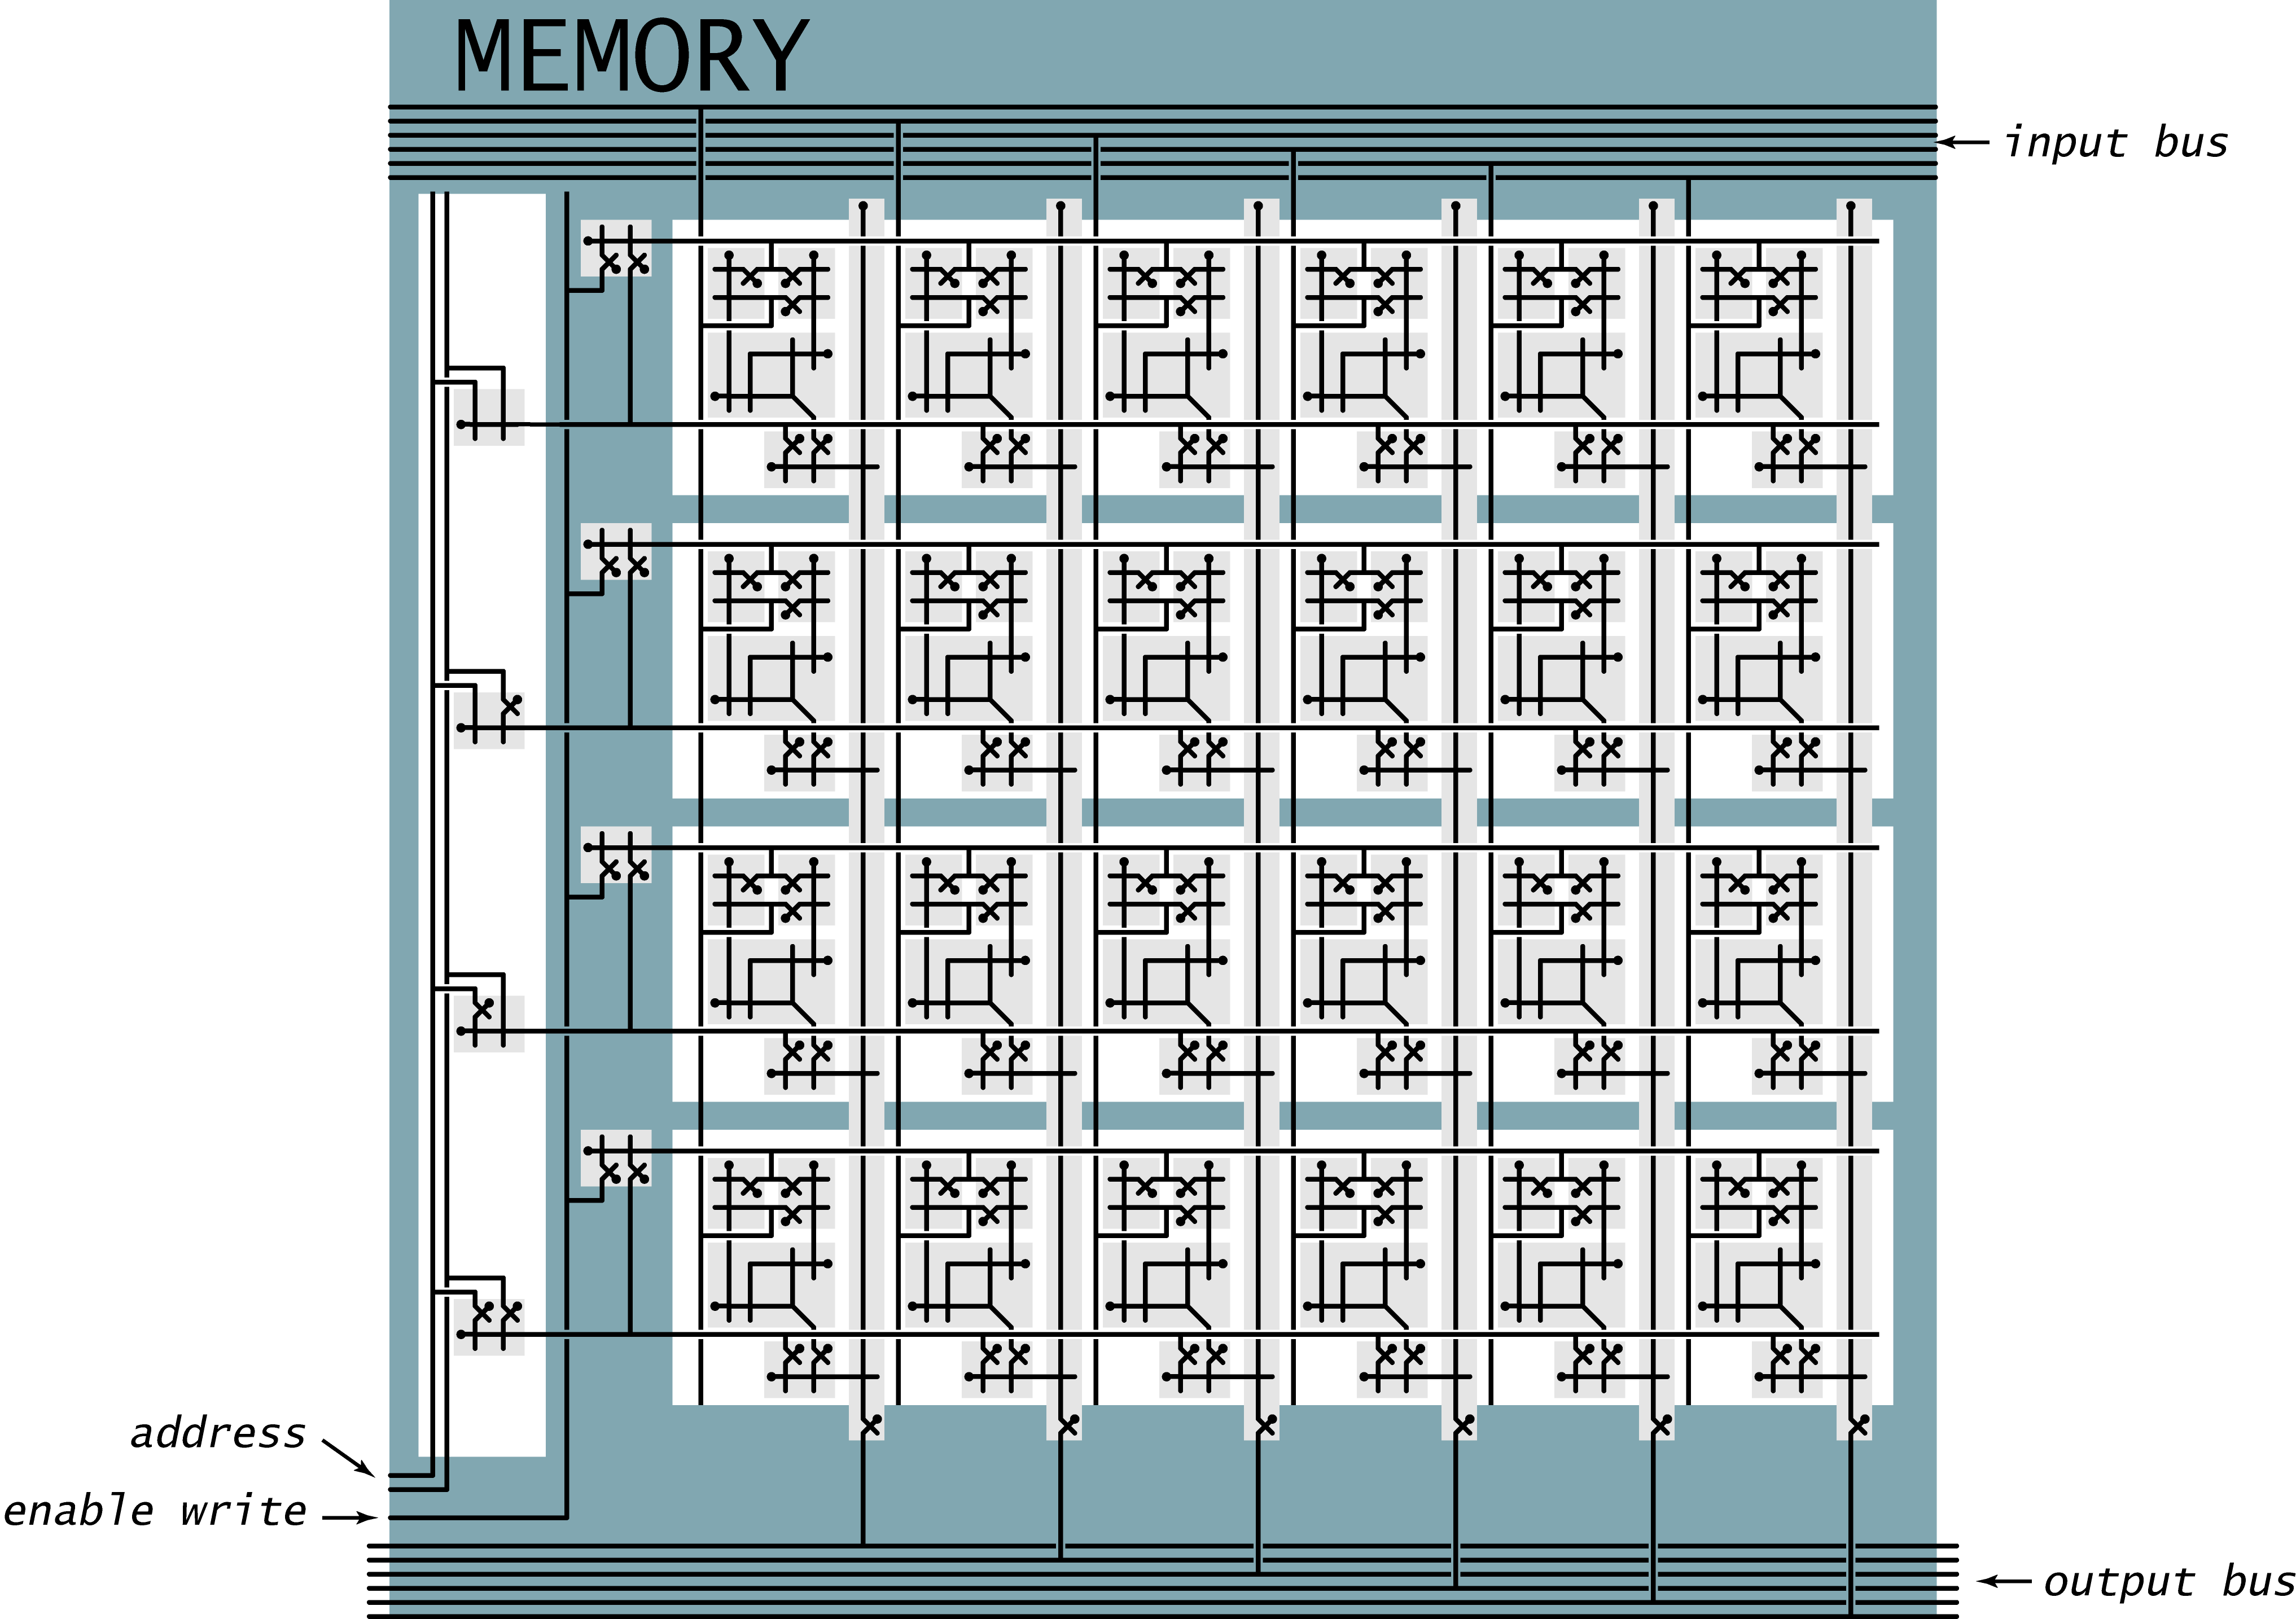 MEMORY
input bus
address
enable write
output bus